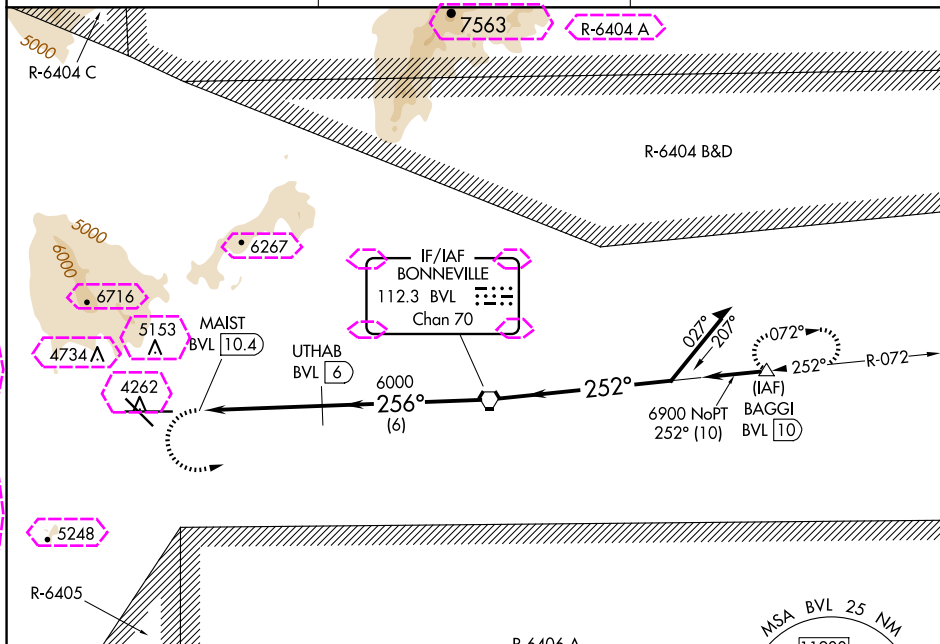 7563
R-6404 A
5000
R-6404 C
R-6404 B&D
5000
6000
6267
IF/IAF
BONNEVILLE
112.3 BVL
Chan 70
6716
5153
4734
MAIST
BVL 10.4
UTHAB
BVL 6
4262
6000
256°
(6)
252°
027°
207°
072°
252°
R-072
6900 NoPT
252° (10)
(IAF)
BAGGI
BVL 10
5248
R-6405
MSA BVL 25 NM